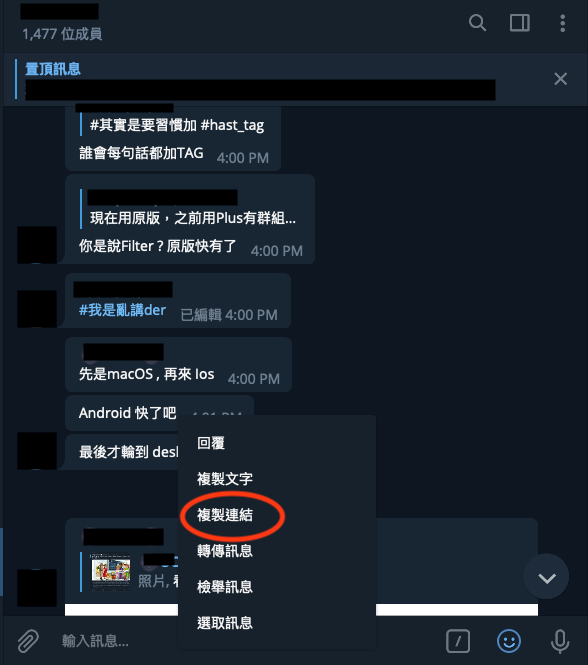 1,477 位成員
置頂訊息
#其實是要習慣加 #hast_tag
誰會每句話都加TAG 4:00 PM
現在用原版，之前用Plus有群組...
你是說Filter ? 原版快有了 4:00 PM
#我是亂講der 已編輯 4:00 PM
先是macOS , 再來 Ios 4:00 PM
Android 快了吧
最後才輪到
回覆
複製文字
複製連結
轉傳訊息
照片,
檢舉訊息
選取訊息
輸入訊息...